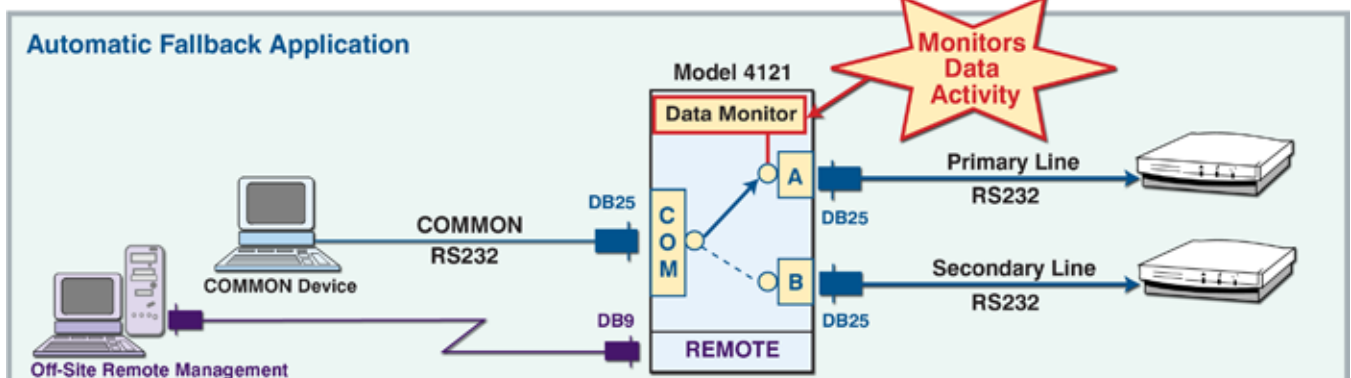 Automatic Fallback Application
Monitors
Data
Activity
Model 4121
Data Monitor
A
DB25
Primary Line
RS232
DB25
COMMON
RS232
COM
COMMON Device
B
DB25
Secondary Line
RS232
DB9
REMOTE
Off-Site Remote Management